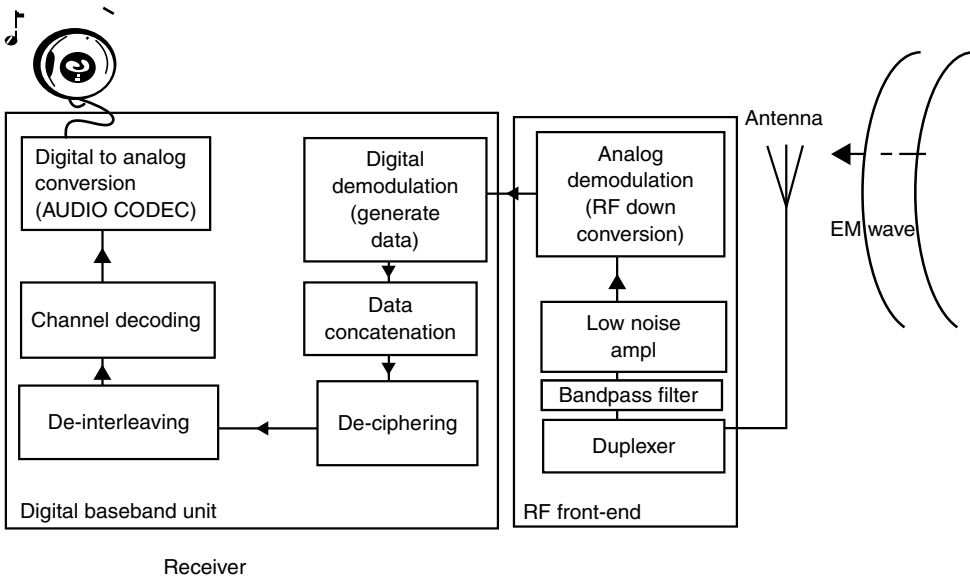 Digital to analog
conversion
(AUDIO CODEC)
Channel decoding
De-interleaving
Digital
demodulation
(generate
data)
Data
concatenation
De-ciphering
Digital baseband unit
Analog
demodulation
(RF down
conversion)
Low noise
ampl
Bandpass filter
Duplexer
RF front-end
Antenna
EM wave
Receiver